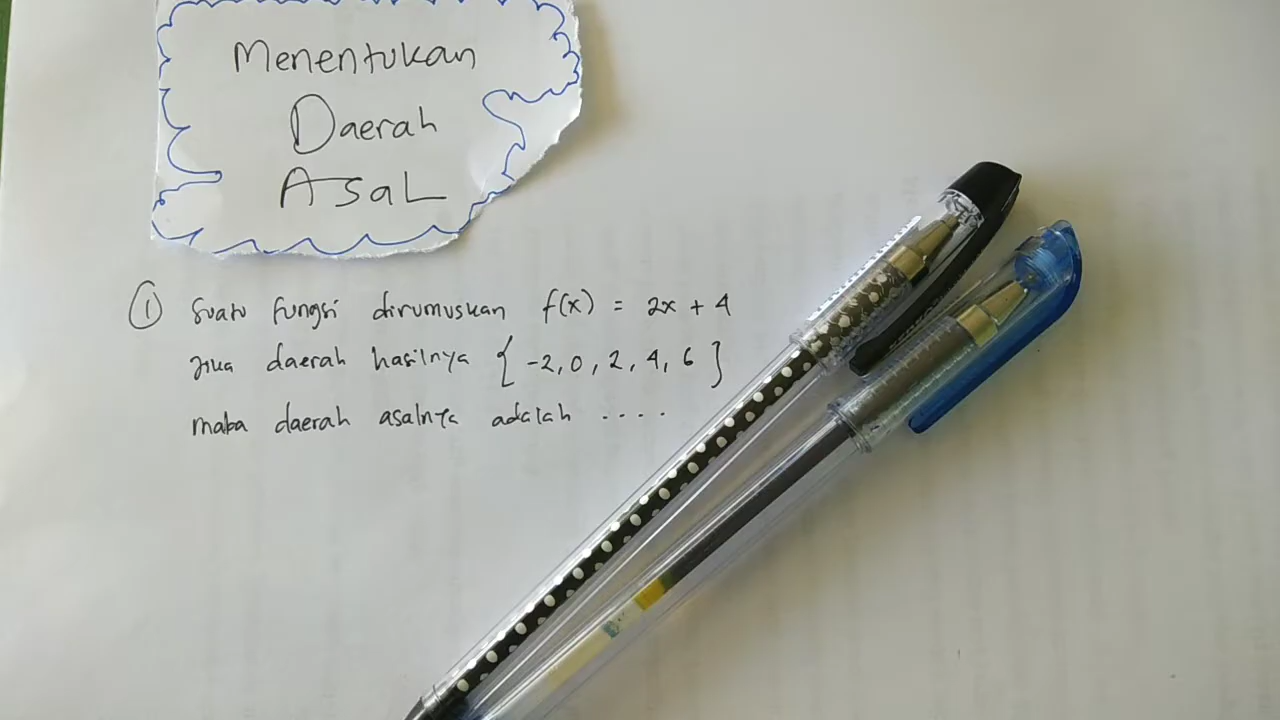 Menentukan
Daerah
Asal
① Suatu fungsi dirumuskan f(x) = 2x + 4
jika daerah hasilnya { -2, 0, 2, 4, 6 }
maka daerah asalnya adalah ....